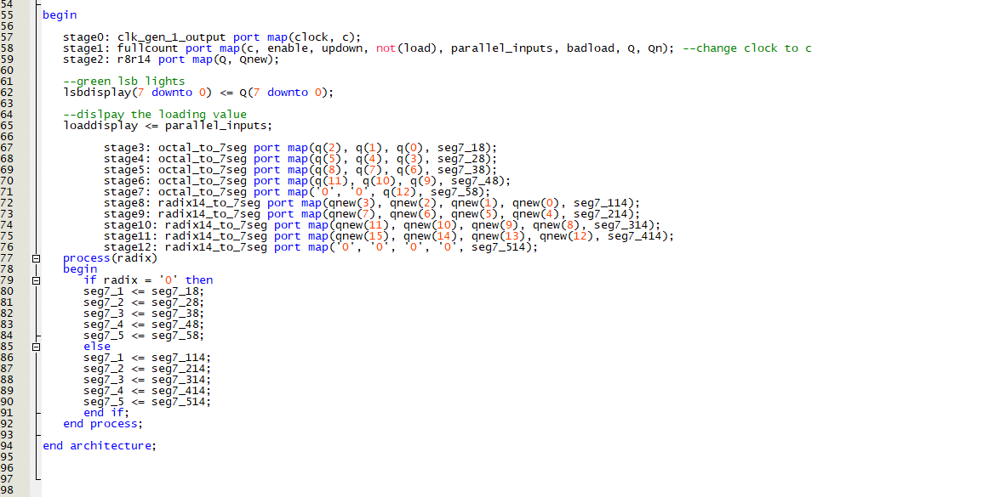 54
55 begin
56
57 stage0: clk_gen_1_output port map(clock, c);
58 stage1: fullcount port map(c, enable, updown, not(load), parallel_inputs, badload, Q, Qn); --change clock to c
59 stage2: r8r14 port map(Q, Qnew);
60
61 --green lsb lights
62 lsbdisplay(7 downto 0) <= Q(7 downto 0);
63
64 --dislpay the loading value
65 loaddisplay <= parallel_inputs;
66
67 stage3: octal_to_7seg port map(q(2), q(1), q(0), seg7_18);
68 stage4: octal_to_7seg port map(q(5), q(4), q(3), seg7_28);
69 stage5: octal_to_7seg port map(q(8), q(7), q(6), seg7_38);
70 stage6: octal_to_7seg port map(q(11), q(10), q(9), seg7_48);
71 stage7: octal_to_7seg port map('0', '0', q(12), seg7_58);
72 stage8: radix14_to_7seg port map(qnew(3), qnew(2), qnew(1), qnew(0), seg7_114);
73 stage9: radix14_to_7seg port map(qnew(7), qnew(6), qnew(5), qnew(4), seg7_214);
74 stage10: radix14_to_7seg port map(qnew(11), qnew(10), qnew(9), qnew(8), seg7_314);
75 stage11: radix14_to_7seg port map(qnew(15), qnew(14), qnew(13), qnew(12), seg7_414);
76 stage12: radix14_to_7seg port map('0', '0', '0', '0', seg7_514);
77 process(radix)
78 begin
79 if radix = '0' then
80 seg7_1 <= seg7_18;
81 seg7_2 <= seg7_28;
82 seg7_3 <= seg7_38;
83 seg7_4 <= seg7_48;
84 seg7_5 <= seg7_58;
85 else
86 seg7_1 <= seg7_114;
87 seg7_2 <= seg7_214;
88 seg7_3 <= seg7_314;
89 seg7_4 <= seg7_414;
90 seg7_5 <= seg7_514;
91 end if;
92 end process;
93
94 end architecture;
95
96
97
98